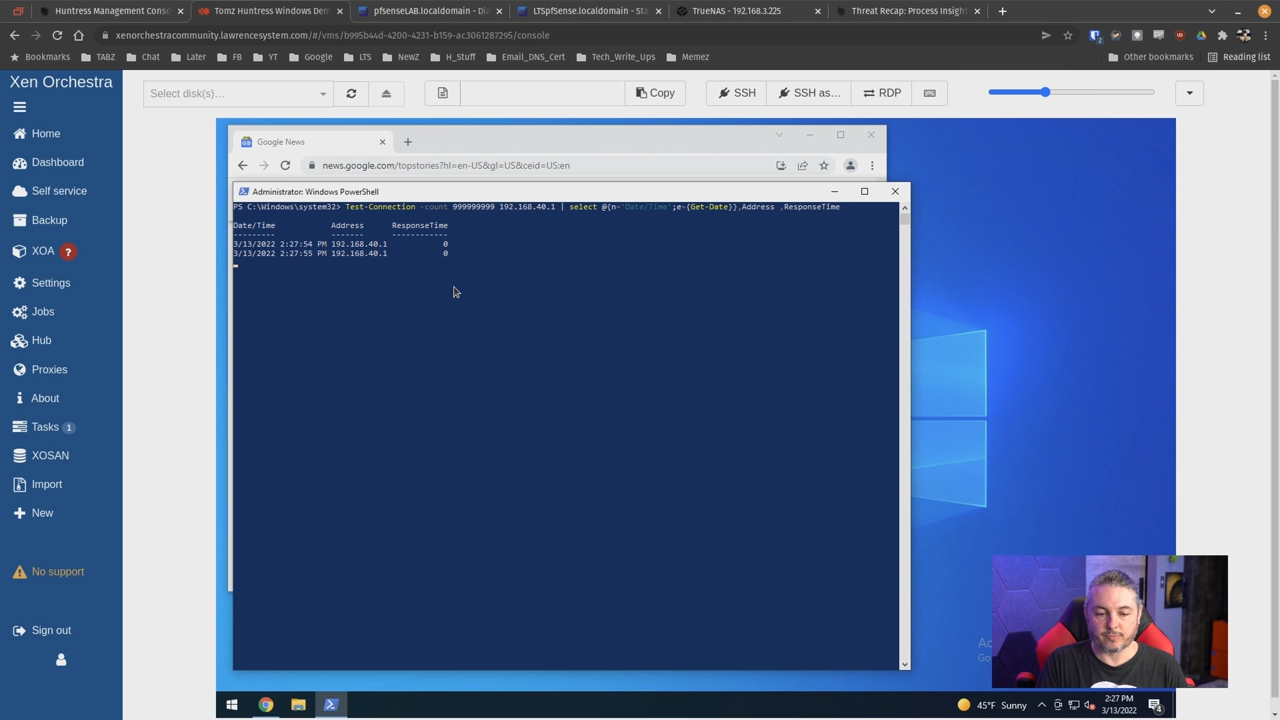 Huntress Management Conso
Tomz Huntress Windows Dem
pfsenseLAB.localdomain - Di
LTSpfsense.localdomain - Sta
TrueNAS - 192.168.3.225
Threat Recap: Process Insigh
xenorchestracommunity.lawrencesystem.com/#/vms/b995b44d-4200-4231-b159-ac3061287295/console
Bookmarks
TABZ
Chat
Later
FB
YT
Google
LTS
NewZ
H_Stuff
Email_DNS_Cert
Tech_Write_Ups
Memez
Other bookmarks
Reading list
Xen Orchestra
Home
Dashboard
Self service
Backup
XOA ?
Settings
Jobs
Hub
Proxies
About
Tasks 1
XOSAN
Import
New
No support
Sign out
Select disk(s)…
Copy
SSH
SSH as…
RDP
Google News
news.google.com/topstories?hl=en-US&gl=US&ceid=US:en
Administrator: Windows PowerShell
PS C:\Windows\system32> Test-Connection -count 999999999 192.168.40.1 | select @{n='Date/Time';e={Get-Date}},Address ,ResponseTime
Date/Time Address ResponseTime
--------- ------- ------------
3/13/2022 2:27:54 PM 192.168.40.1 0
3/13/2022 2:27:55 PM 192.168.40.1 0
45°F Sunny
2:27 PM
3/13/2022
4